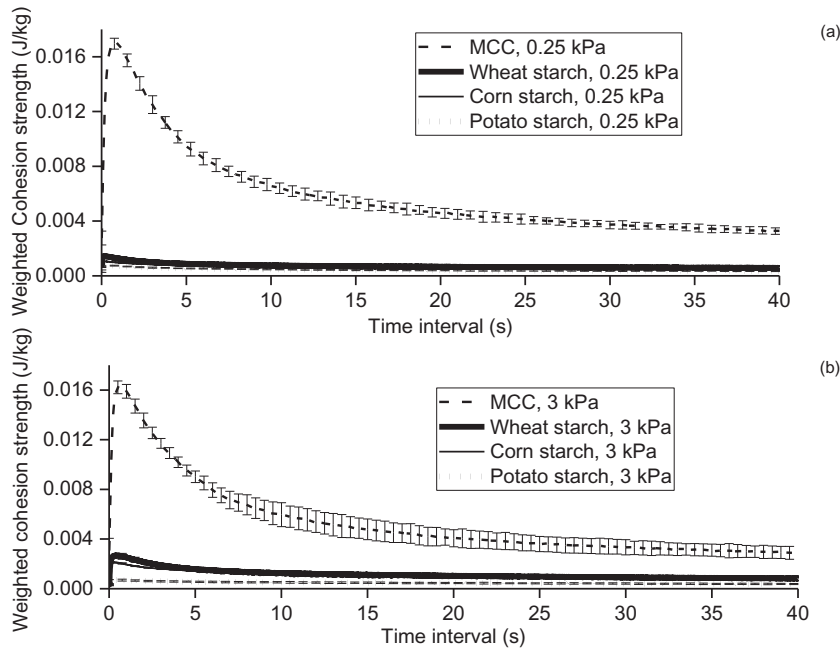 (a)
Weighted Cohesion strength (J/kg)
0.016
0.012
0.008
0.004
0.000
MCC, 0.25 kPa
Wheat starch, 0.25 kPa
Corn starch, 0.25 kPa
Potato starch, 0.25 kPa
0 5 10 15 20 25 30 35 40
Time interval (s)
(b)
Weighted cohesion strength (J/kg)
0.016
0.012
0.008
0.004
0.000
MCC, 3 kPa
Wheat starch, 3 kPa
Corn starch, 3 kPa
Potato starch, 3 kPa
0 5 10 15 20 25 30 35 40
Time interval (s)